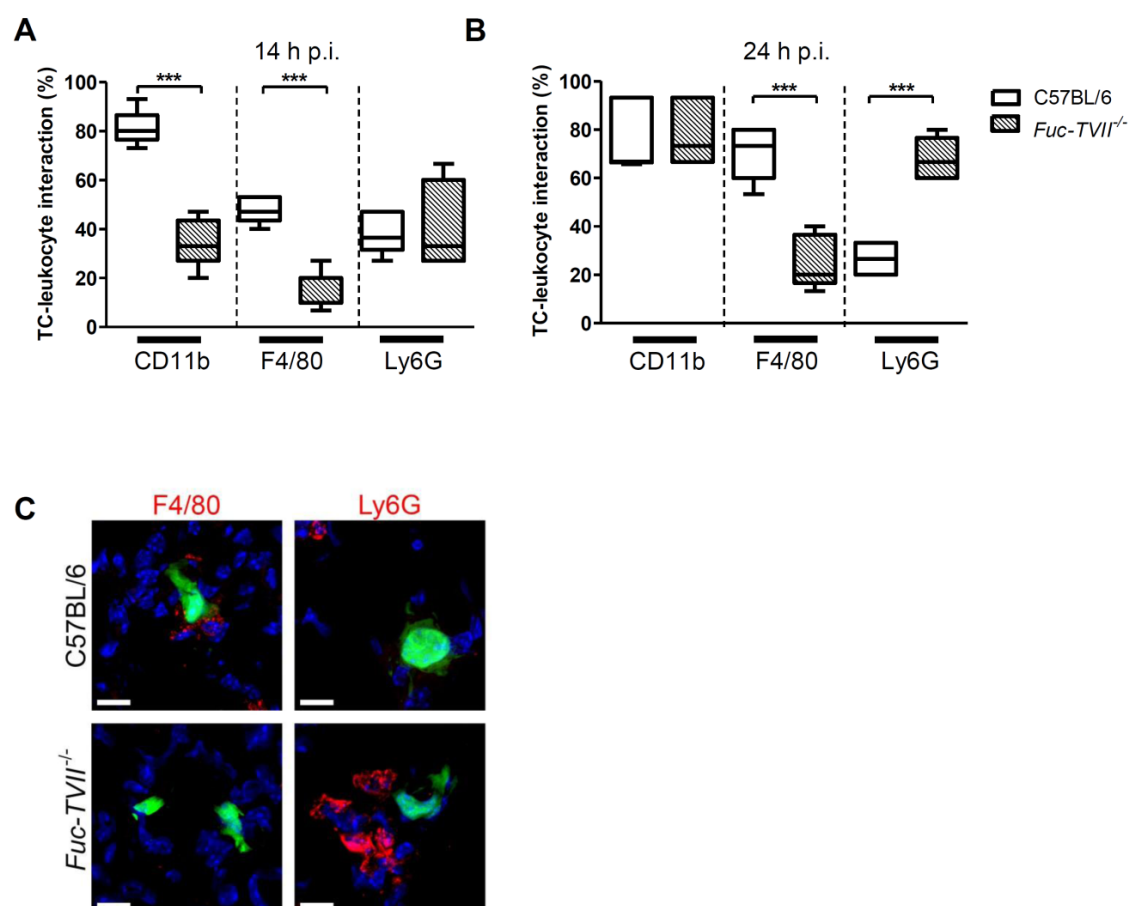 A
14 h p.i.
TC-leukocyte interaction (%)
100
80
60
40
20
0
***
***
CD11b
F4/80
Ly6G
B
24 h p.i.
TC-leukocyte interaction (%)
100
80
60
40
20
0
***
***
CD11b
F4/80
Ly6G
C57BL/6
Fuc-TVII-/-
C
F4/80
Ly6G
C57BL/6
Fuc-TVII-/-